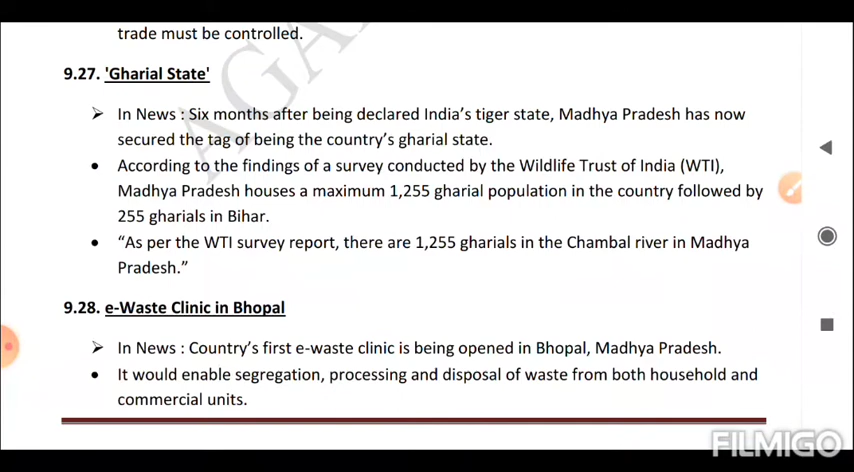 trade must be controlled.
9.27. 'Gharial State'
➢ In News : Six months after being declared India's tiger state, Madhya Pradesh has now
secured the tag of being the country's gharial state.
• According to the findings of a survey conducted by the Wildlife Trust of India (WTI),
Madhya Pradesh houses a maximum 1,255 gharial population in the country followed by
255 gharials in Bihar.
• “As per the WTI survey report, there are 1,255 gharials in the Chambal river in Madhya
Pradesh.”
9.28. e-Waste Clinic in Bhopal
➢ In News : Country's first e-waste clinic is being opened in Bhopal, Madhya Pradesh.
• It would enable segregation, processing and disposal of waste from both household and
commercial units.
FILMIGO